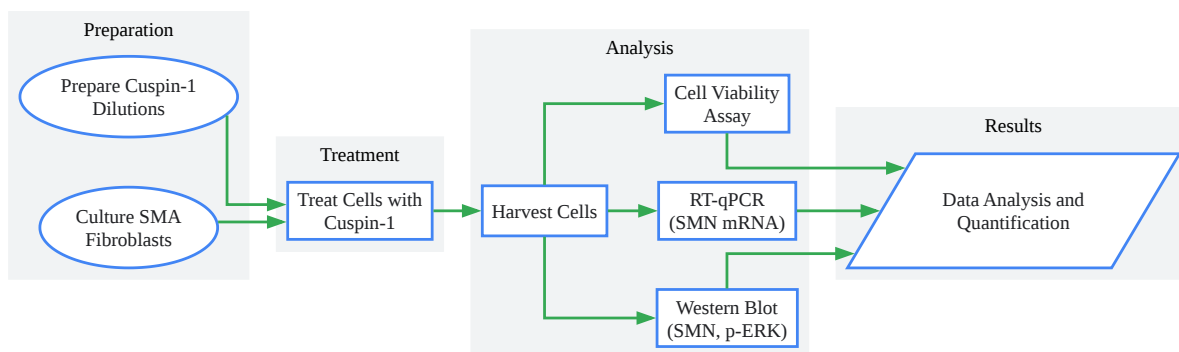 Preparation
Prepare Cuspin-1
Dilutions
Culture SMA
Fibroblasts
Treatment
Treat Cells with
Cuspin-1
Analysis
Harvest Cells
Cell Viability
Assay
RT-qPCR
(SMN mRNA)
Western Blot
(SMN, p-ERK)
Results
Data Analysis and
Quantification